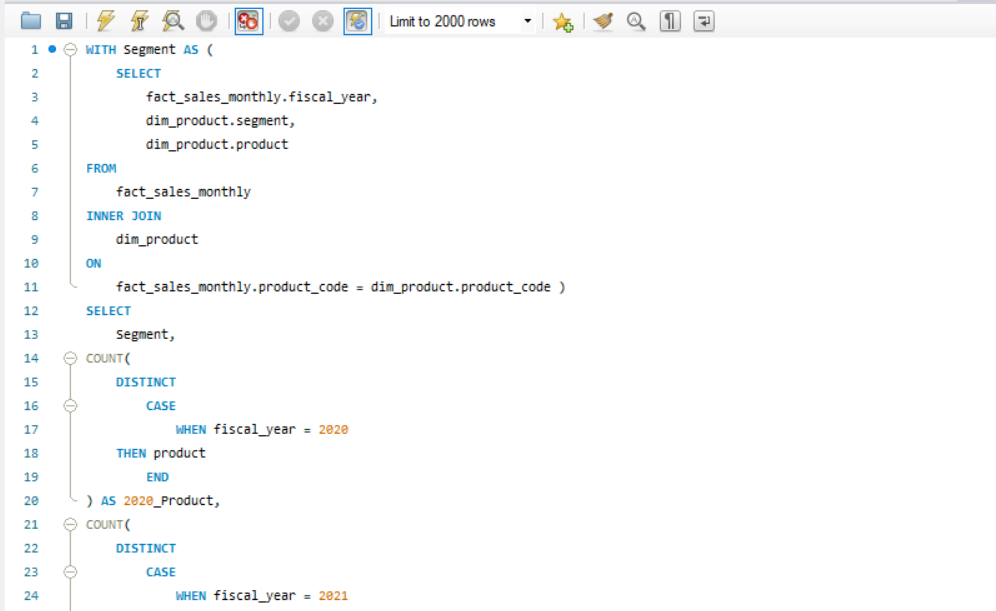 Limit to 2000 rows
1 WITH Segment AS (
2 SELECT
3 fact_sales_monthly.fiscal_year,
4 dim_product.segment,
5 dim_product.product
6 FROM
7 fact_sales_monthly
8 INNER JOIN
9 dim_product
10 ON
11 fact_sales_monthly.product_code = dim_product.product_code )
12 SELECT
13 Segment,
14 COUNT(
15 DISTINCT
16 CASE
17 WHEN fiscal_year = 2020
18 THEN product
19 END
20 ) AS 2020_Product,
21 COUNT(
22 DISTINCT
23 CASE
24 WHEN fiscal_year = 2021